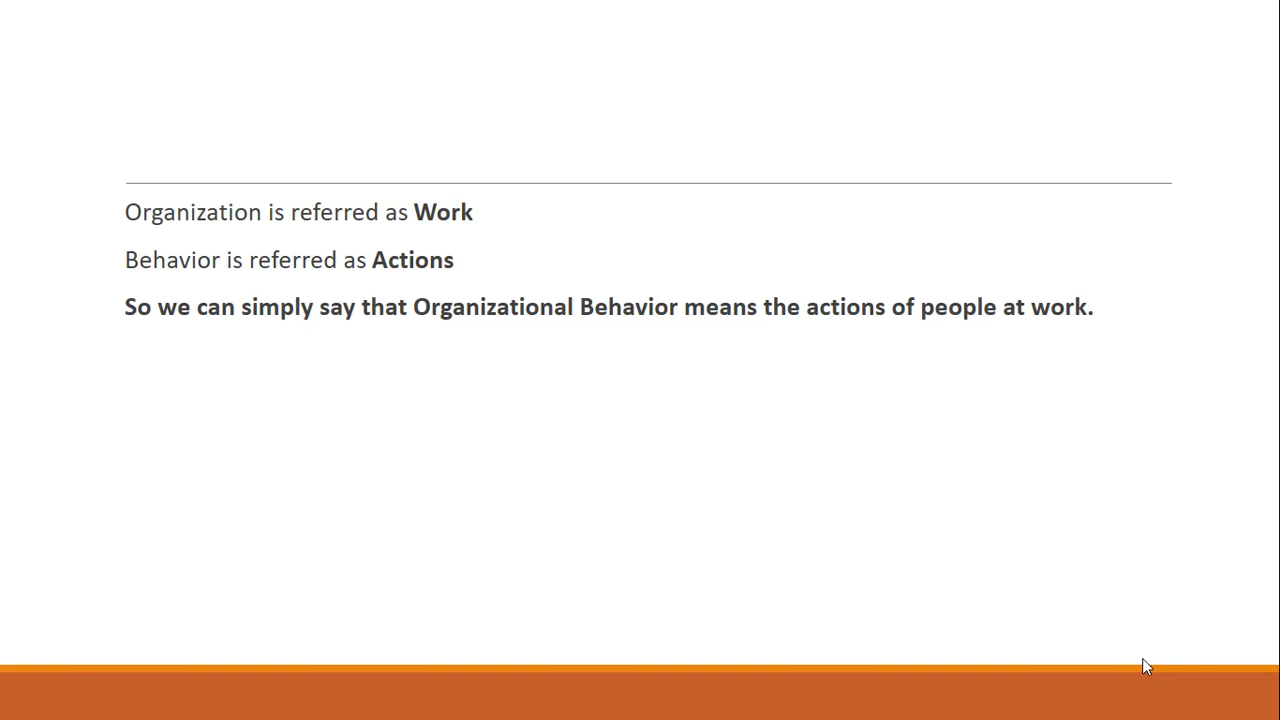 Organization is referred as Work
Behavior is referred as Actions
So we can simply say that Organizational Behavior means the actions of people at work.